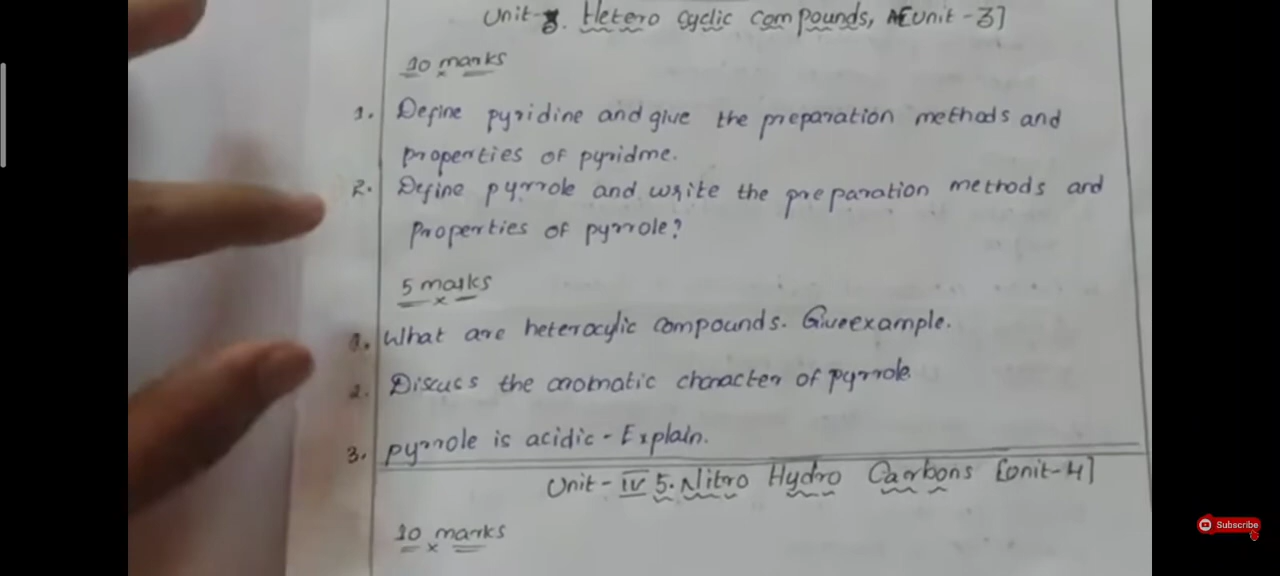 Unit-3. Hetero cyclic compounds, [Unit-3]
10 marks
1. Define pyridine and give the preparation methods and
properties of pyridine.
2. Define pyrrole and write the preparation methods and
Properties of pyrrole?
5 marks
1. What are heterocylic compounds. Give example.
2. Discuss the aromatic character of pyrrole
3. pyrrole is acidic - Explain.
Unit-IV 5. Nitro Hydro Carbons [unit-4]
10 marks
Subscribe